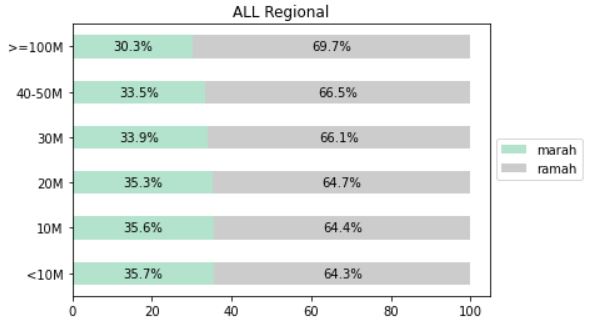 ALL Regional
>=100M 30.3% 69.7%
40-50M 33.5% 66.5%
30M 33.9% 66.1%
20M 35.3% 64.7%
10M 35.6% 64.4%
<10M 35.7% 64.3%
0 20 40 60 80 100
marah
ramah